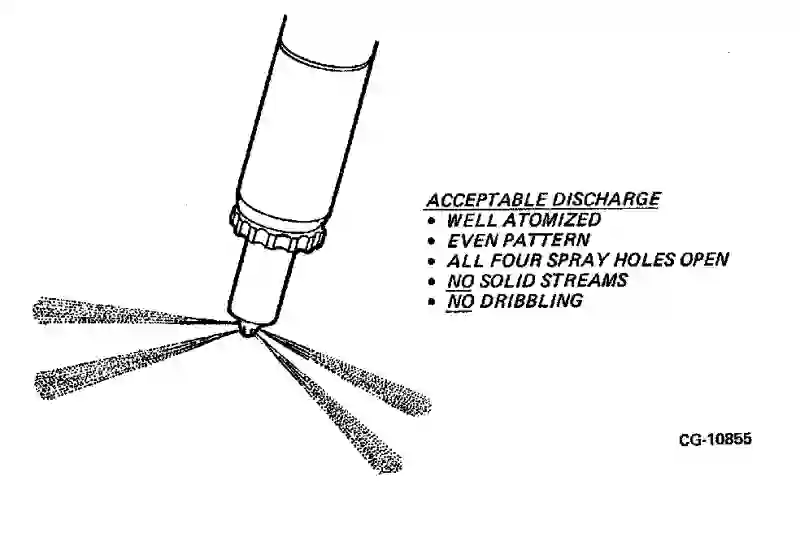 ACCEPTABLE DISCHARGE
• WELL ATOMIZED
• EVEN PATTERN
• ALL FOUR SPRAY HOLES OPEN
• NO SOLID STREAMS
• NO DRIBBLING
CG-10855